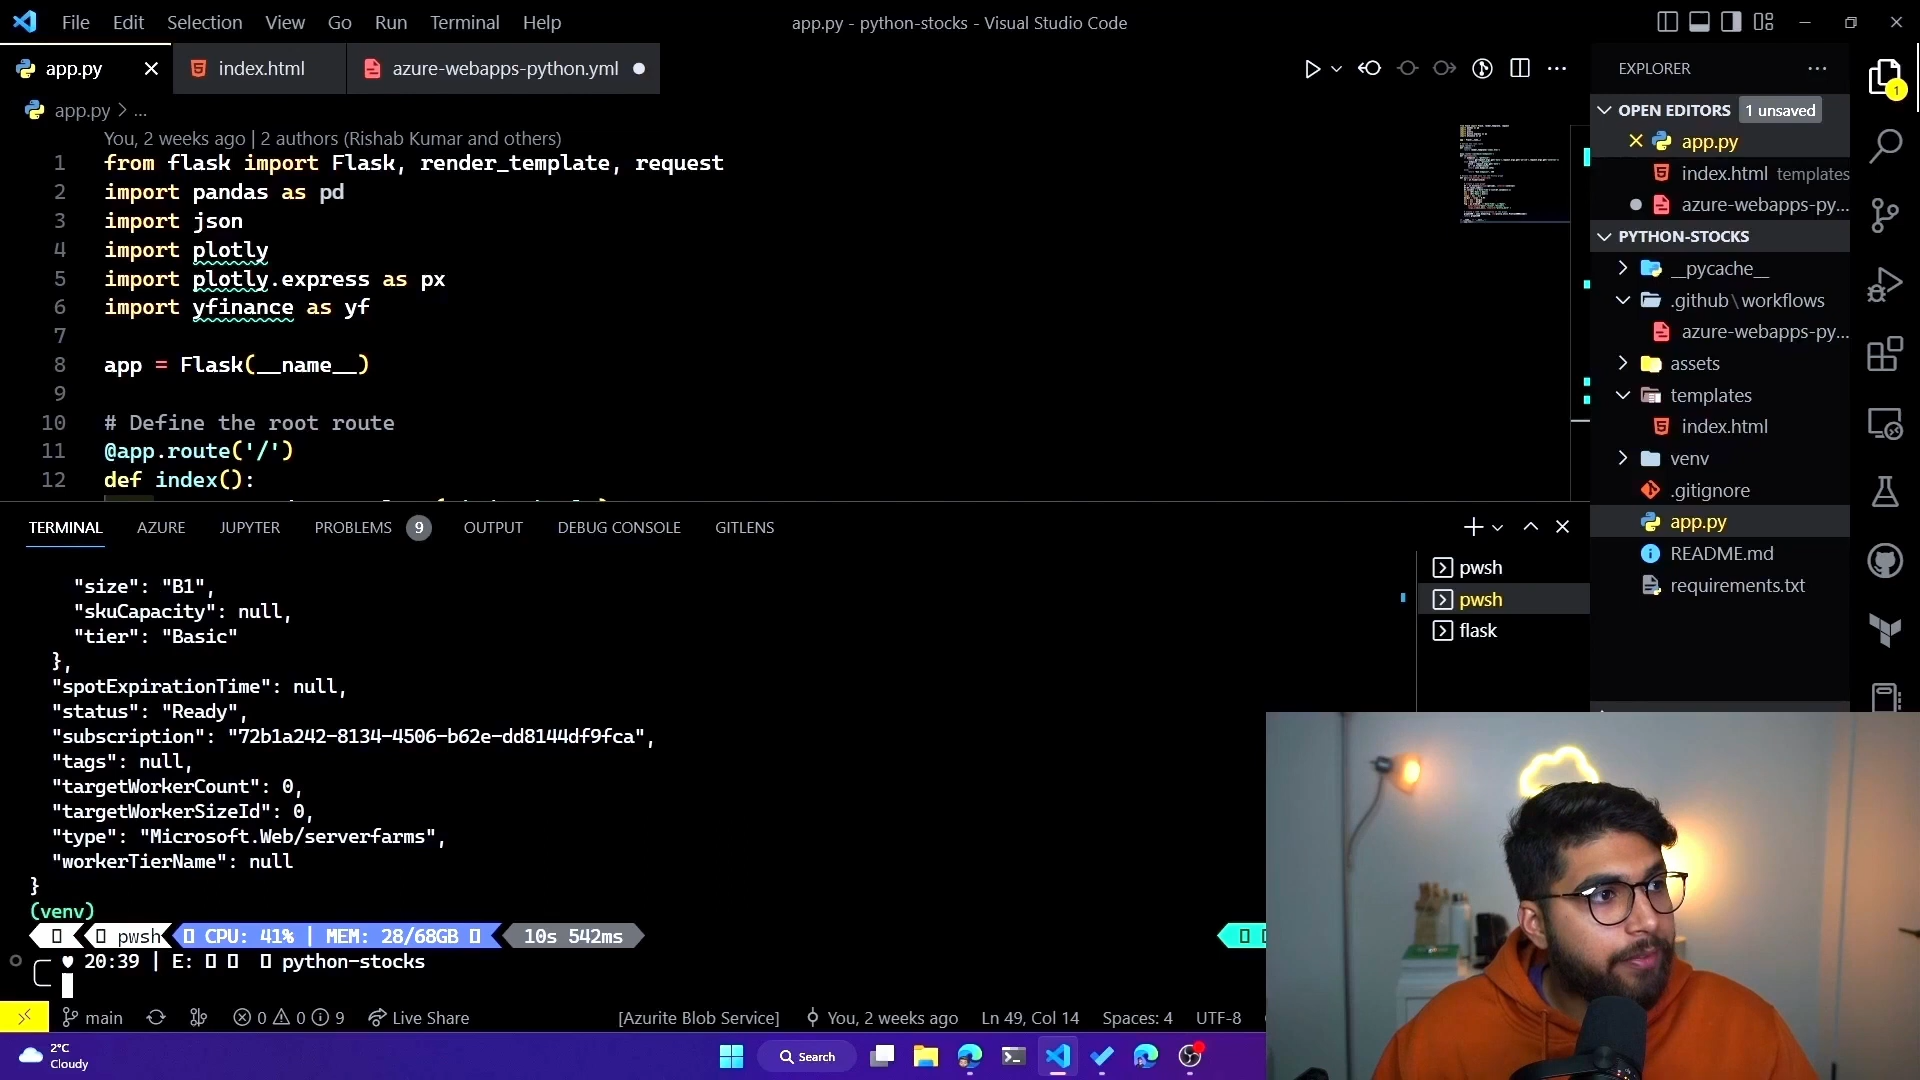 File Edit Selection View Go Run Terminal Help
app.py - python-stocks - Visual Studio Code
app.py
index.html
azure-webapps-python.yml
app.py > ...
You, 2 weeks ago | 2 authors (Rishab Kumar and others)
1 from flask import Flask, render_template, request
2 import pandas as pd
3 import json
4 import plotly
5 import plotly.express as px
6 import yfinance as yf
7
8 app = Flask(__name__)
9
10 # Define the root route
11 @app.route('/')
12 def index():
EXPLORER
1
OPEN EDITORS 1 unsaved
app.py
index.html templates
azure-webapps-py...
PYTHON-STOCKS
__pycache__
.github\workflows
azure-webapps-py...
assets
templates
index.html
venv
.gitignore
app.py
README.md
requirements.txt
TERMINAL AZURE JUPYTER PROBLEMS 9 OUTPUT DEBUG CONSOLE GITLENS
pwsh
pwsh
flask
"size": "B1",
"skuCapacity": null,
"tier": "Basic"
},
"spotExpirationTime": null,
"status": "Ready",
"subscription": "72b1a242-8134-4506-b62e-dd8144df9fca",
"tags": null,
"targetWorkerCount": 0,
"targetWorkerSizeId": 0,
"type": "Microsoft.Web/serverfarms",
"workerTierName": null
}
(venv)
pwsh CPU: 41% | MEM: 28/68GB 10s 542ms
♥ 20:39 | E: python-stocks
main 0 0 9 Live Share [Azurite Blob Service] You, 2 weeks ago Ln 49, Col 14 Spaces: 4 UTF-8
2°C
Cloudy
Search